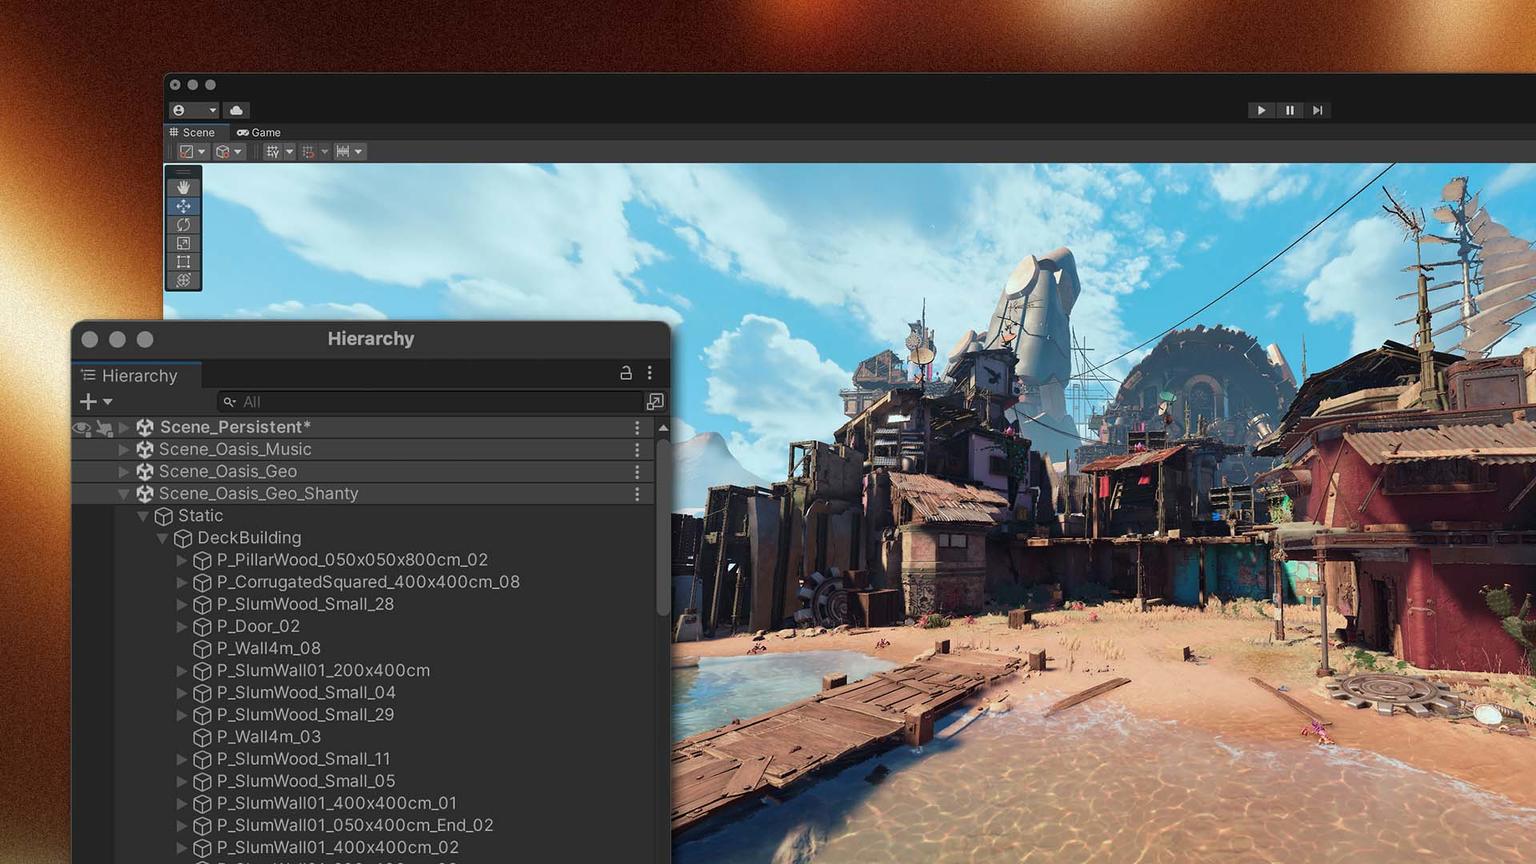 Scene Game
Hierarchy
Hierarchy
All
Scene_Persistent*
Scene_Oasis_Music
Scene_Oasis_Geo
Scene_Oasis_Geo_Shanty
Static
DeckBuilding
P_PillarWood_050x050x800cm_02
P_CorrugatedSquared_400x400cm_08
P_SlumWood_Small_28
P_Door_02
P_Wall4m_08
P_SlumWall01_200x400cm
P_SlumWood_Small_04
P_SlumWood_Small_29
P_Wall4m_03
P_SlumWood_Small_11
P_SlumWood_Small_05
P_SlumWall01_400x400cm_01
P_SlumWall01_050x400cm_End_02
P_SlumWall01_400x400cm_02